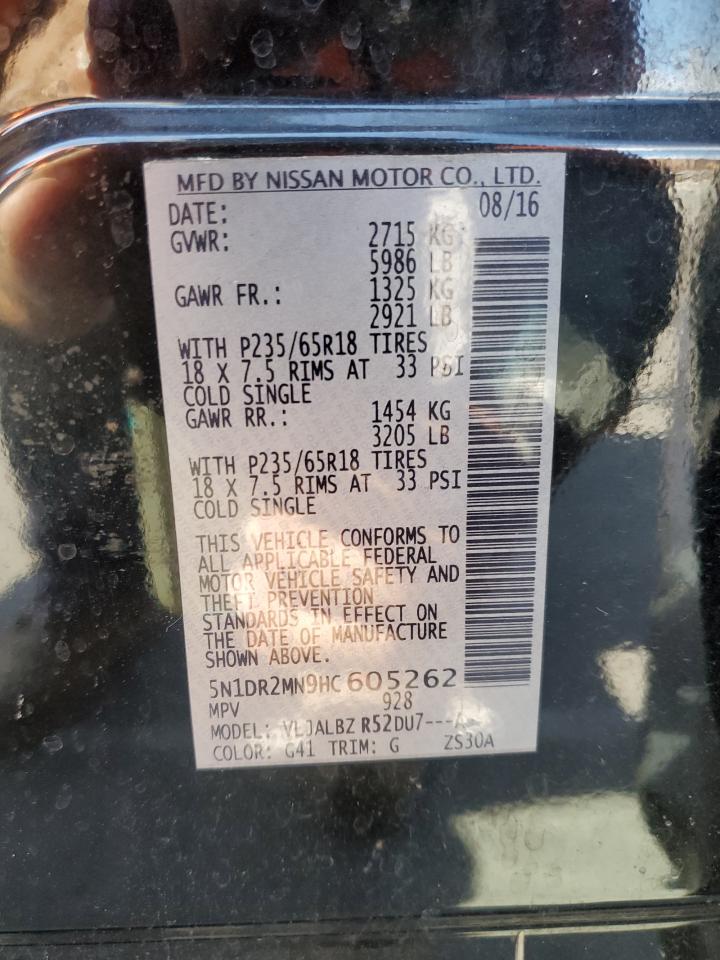 MFD BY NISSAN MOTOR CO., LTD.
DATE: 08/16
GVWR: 2715 KG
5986 LB
GAWR FR.: 1325 KG
2921 LB
WITH P235/65R18 TIRES
18 X 7.5 RIMS AT 33 PSI
COLD SINGLE
GAWR RR.: 1454 KG
3205 LB
WITH P235/65R18 TIRES
18 X 7.5 RIMS AT 33 PSI
COLD SINGLE
THIS VEHICLE CONFORMS TO
ALL APPLICABLE FEDERAL
MOTOR VEHICLE SAFETY AND
THEFT PREVENTION
STANDARDS IN EFFECT ON
THE DATE OF MANUFACTURE
SHOWN ABOVE.
5N1DR2MN9HC 605262
MPV 928
MODEL: VLJALBZ R52DU7---A
COLOR: G41 TRIM: G ZS30A